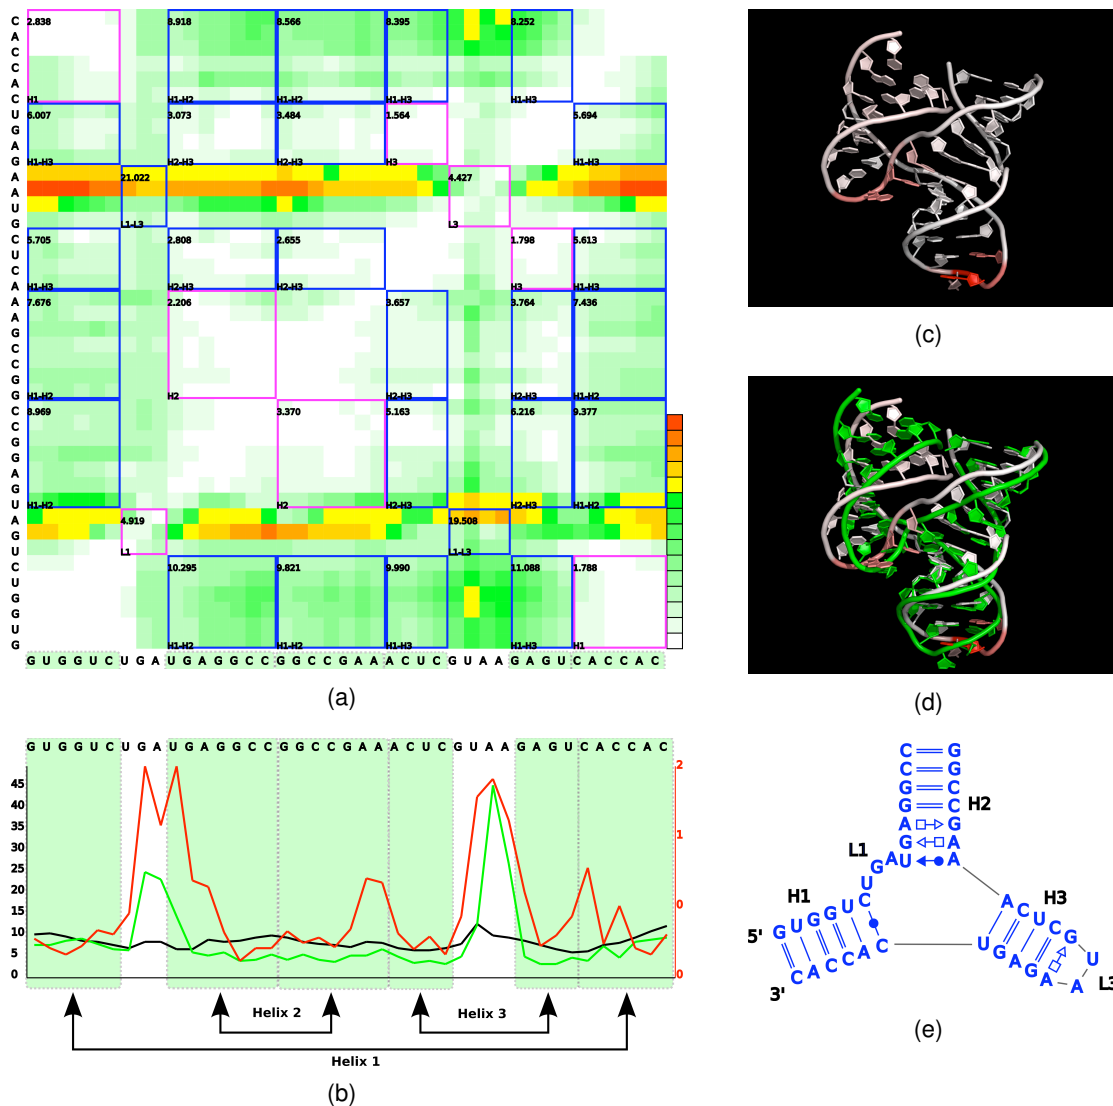 C
A
C
C
A
C
U
G
A
G
A
A
U
G
C
U
C
A
A
A
G
C
C
G
G
C
C
G
G
A
G
U
A
G
U
C
U
G
G
U
G
2.838 8.918 8.566 8.395 8.252
H1 H1-H2 H1-H2 H1-H3 H1-H3
6.007 3.073 3.484 1.564 5.694
H1-H3 H2-H3 H2-H3 H3 H1-H3
21.022 4.427
L1-L3 L3
5.705 2.808 2.655 1.798 5.613
H1-H3 H2-H3 H2-H3 H3 H1-H3
7.676 2.206 3.657 3.764 7.436
H1-H2 H2 H2-H3 H2-H3 H1-H2
8.969 3.370 5.163 6.216 9.377
H1-H2 H2 H2-H3 H2-H3 H1-H2
4.919 19.508
L1 L1-L3
10.295 9.821 9.990 11.088 1.788
H1-H2 H1-H2 H1-H3 H1-H3 H1
G U G G U C U G A U G A G G C C G G C C G A A A C U C G U A A G A G U C A C C A C
(a)
G U G G U C U G A U G A G G C C G G C C G A A A C U C G U A A G A G U C A C C A C
45
40
35
30
25
20
15
10
5
0
2
1
0
0
Helix 2
Helix 3
Helix 1
(b)
(c)
(d)
C G
C G
G C
G C
A G
G A
U A
H2
L1
G A
U
H1
5'
G U G G U C
C A C C A C
3'
H3
A C U C G
U
A
U G A G A
L3
(e)